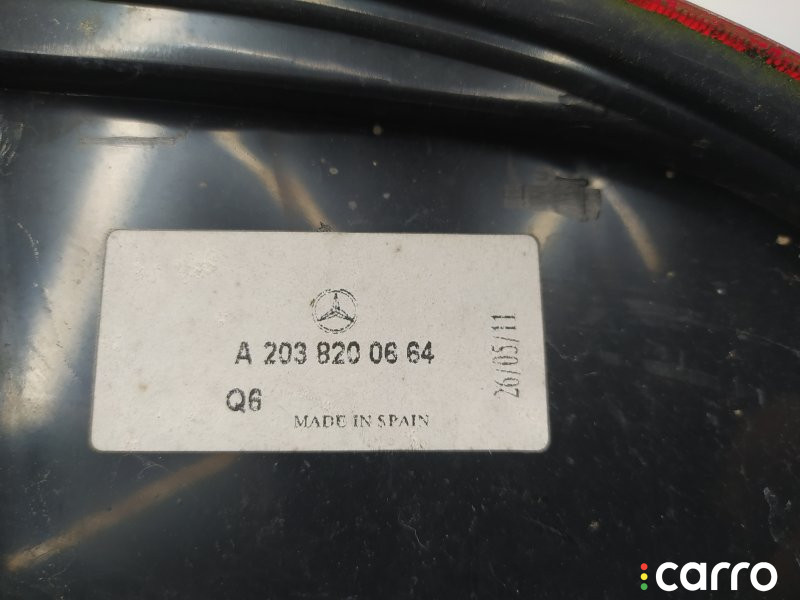 A 203 820 06 64
Q6
MADE IN SPAIN
26/05/11
carro